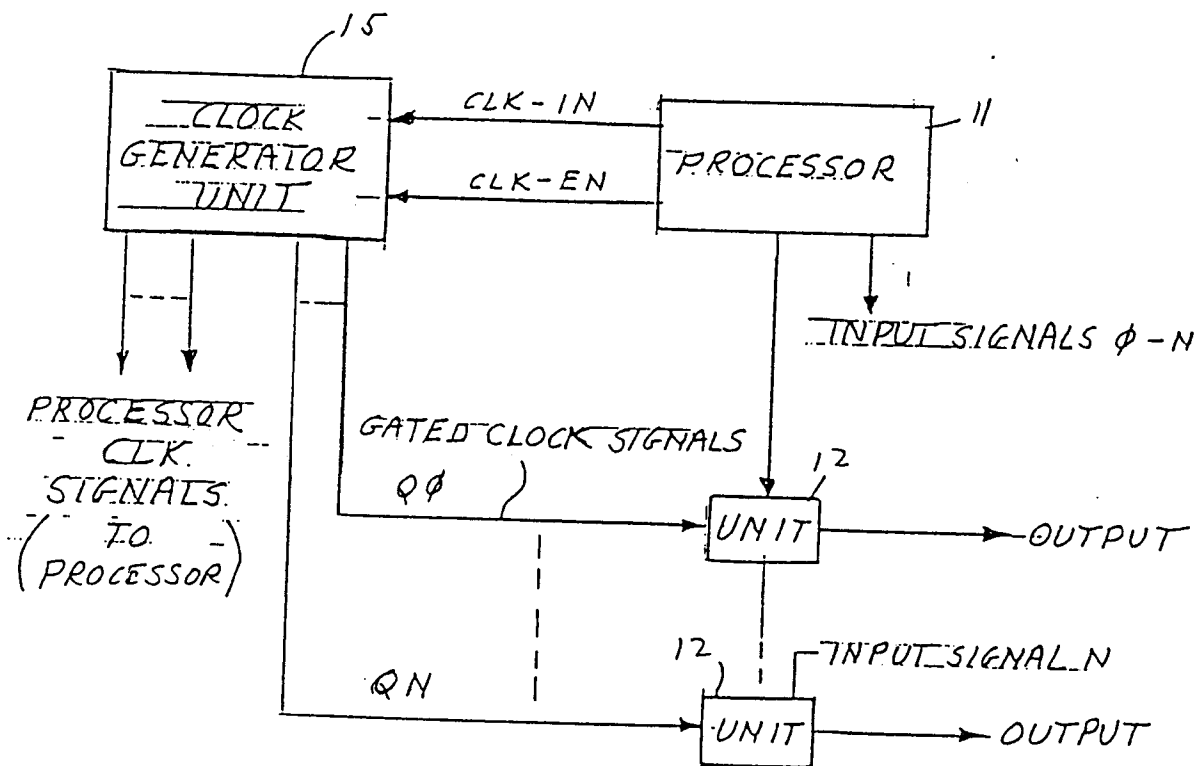 15
CLOCK
GENERATOR
UNIT
CLK-IN
CLK-EN
11
PROCESSOR
INPUT SIGNALS φ-N
PROCESSOR
CLK.
SIGNALS
(TO
PROCESSOR)
GATED CLOCK SIGNALS
Qφ
12
UNIT
OUTPUT
QN
12
INPUT SIGNAL N
UNIT
OUTPUT